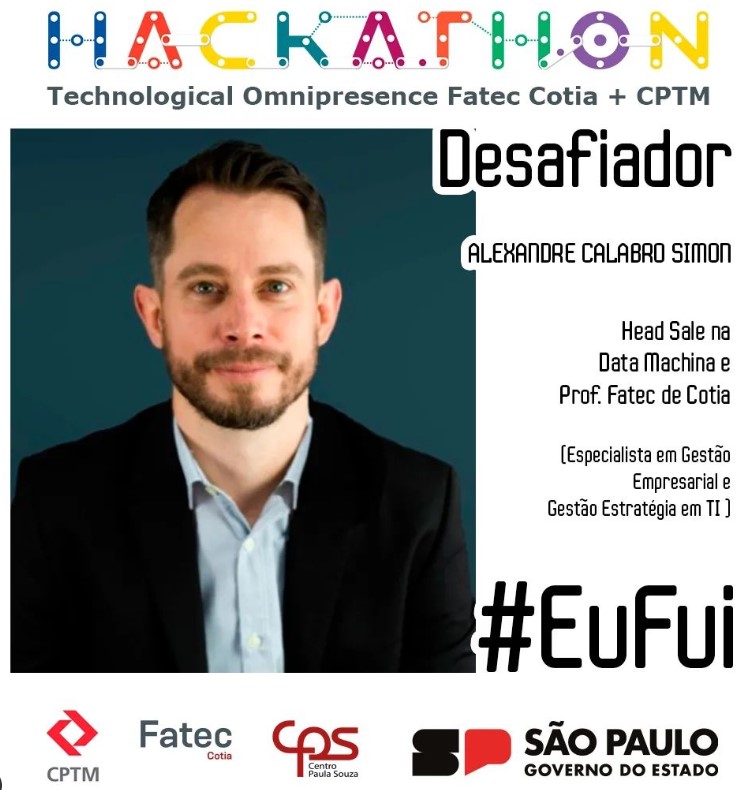 HACKATHON
Technological Omnipresence Fatec Cotia + CPTM
Desafiador
ALEXANDRE CALABRO SIMON
Head Sale na
Data Machina e
Prof. Fatec de Cotia
(Especialista em Gestão
Empresarial e
Gestão Estratégia em TI )
#EuFui
CPTM
Fatec
Cotia
CPS
Centro
Paula Souza
SP
SÃO PAULO
GOVERNO DO ESTADO